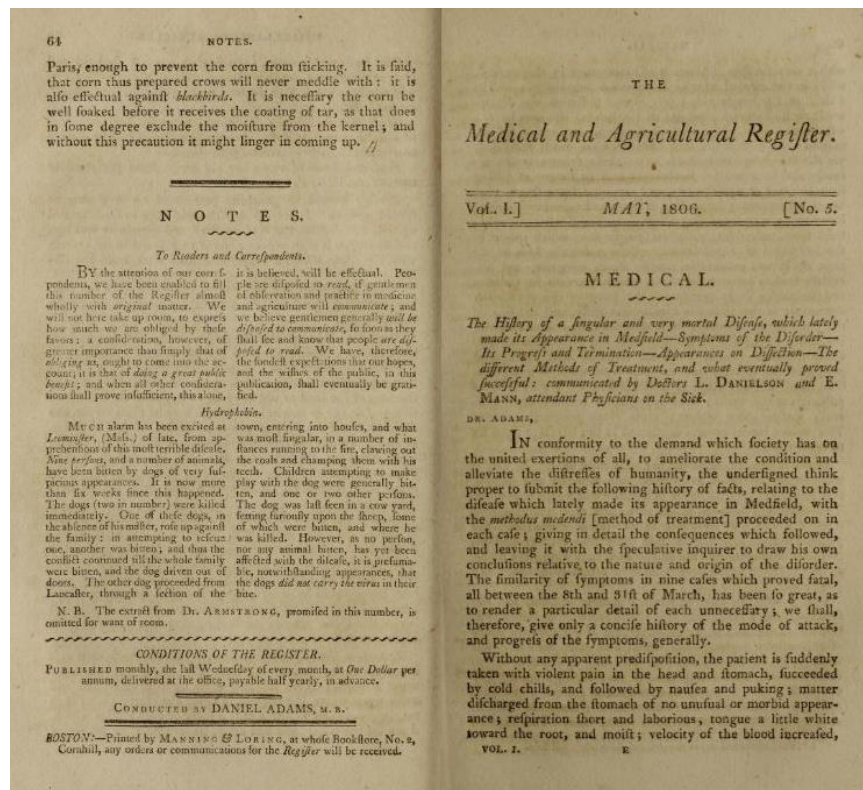 64 NOTES.
Paris, enough to prevent the corn from ſticking. It is ſaid,
that corn thus prepared crows will never meddle with: it is
alſo effectual againſt blackbirds. It is neceſſary the corn be
well ſoaked before it receives the coating of tar, as that does
in ſome degree exclude the moiſture from the kernel; and
without this precaution it might linger in coming up. //
NOTES.
To Readers and Correſpondents.
BY the attention of our correſ-
pondents, we have been enabled to fill
this number of the Regiſter almoſt
wholly with original matter. We
will not here take up room, to expreſs
how much we are obliged by theſe
favors: a conſideration, however, of
greater importance than ſimply that of
obliging us, ought to come into the ac-
count; it is that of doing a great public
benefit; and when all other conſidera-
tions ſhall prove inſufficient, this alone,
it is believed, will be effectual. Peo-
ple are diſpoſed to read, if gentlemen
of obſervation and practice in medicine
and agriculture will communicate; and
we believe gentlemen generally will be
diſpoſed to communicate, ſo ſoon as they
ſhall ſee and know that people are diſ-
poſed to read. We have, therefore,
the fondeſt expectations that our hopes,
and the wiſhes of the public, in this
publication, ſhall eventually be grati-
fied.
Hydrophobia.
MUCH alarm has been excited at
Leominſter, (Maſs.) of late, from ap-
prehenſions of this moſt terrible diſeaſe.
Nine perſons, and a number of animals,
have been bitten by dogs of very ſuſ-
picious appearances. It is now more
than ſix weeks ſince this happened.
The dogs (two in number) were killed
immediately. One of theſe dogs, in
the abſence of his maſter, roſe up againſt
the family: in attempting to reſcue
one, another was bitten; and thus the
conflict continued till the whole family
were bitten, and the dog driven out of
doors. The other dog proceeded from
Lancaſter, through a ſection of the
town, entering into houſes, and what
was moſt ſingular, in a number of in-
ſtances running to the fire, clawing out
the coals and champing them with his
teeth. Children attempting to make
play with the dog were generally bit-
ten, and one or two other perſons.
The dog was laſt ſeen in a cow yard,
ſetting furiouſly upon the ſheep, ſome
of which were bitten, and where he
was killed. However, as no perſon,
nor any animal bitten, has yet been
affected with the diſeaſe, it is preſuma-
ble, notwithſtanding appearances, that
the dogs did not carry the virus in their
bite.
N. B. The extract from DR. ARMSTRONG, promiſed in this number, is
omitted for want of room.
CONDITIONS OF THE REGISTER.
PUBLISHED monthly, the laſt Wedneſday of every month, at One Dollar per
annum, delivered at the office, payable half yearly, in advance.
CONDUCTED BY DANIEL ADAMS, M. B.
BOSTON:—Printed by MANNING & LORING, at whoſe Bookſtore, No. 2,
Cornhill, any orders or communications for the Regiſter will be received.
THE
Medical and Agricultural Regiſter.
VOL. I.] MAY, 1806. [No. 5.
MEDICAL.
The Hiſtory of a ſingular and very mortal Diſeaſe, which lately
made its Appearance in Medfield—Symptoms of the Diſorder—
Its Progreſs and Termination—Appearances on Diſſection—The
different Methods of Treatment, and what eventually proved
ſucceſsful: communicated by Doctors L. DANIELSON and E.
MANN, attendant Phyſicians on the Sick.
DR. ADAMS,
IN conformity to the demand which ſociety has on
the united exertions of all, to ameliorate the condition and
alleviate the diſtreſſes of humanity, the underſigned think
proper to ſubmit the following hiſtory of facts, relating to the
diſeaſe which lately made its appearance in Medfield, with
the methodus medendi [method of treatment] proceeded on in
each caſe; giving in detail the conſequences which followed,
and leaving it with the ſpeculative inquirer to draw his own
concluſions relative to the nature and origin of the diſorder.
The ſimilarity of ſymptoms in nine caſes which proved fatal,
all between the 8th and 31ſt of March, has been ſo great, as
to render a particular detail of each unneceſſary; we ſhall,
therefore, give only a conciſe hiſtory of the mode of attack,
and progreſs of the ſymptoms, generally.
Without any apparent prediſpoſition, the patient is ſuddenly
taken with violent pain in the head and ſtomach, ſucceeded
by cold chills, and followed by nauſea and puking; matter
diſcharged from the ſtomach of no unuſual or morbid appear-
ance; reſpiration ſhort and laborious, tongue a little white
toward the root, and moiſt; velocity of the blood increaſed,
VOL. I. E